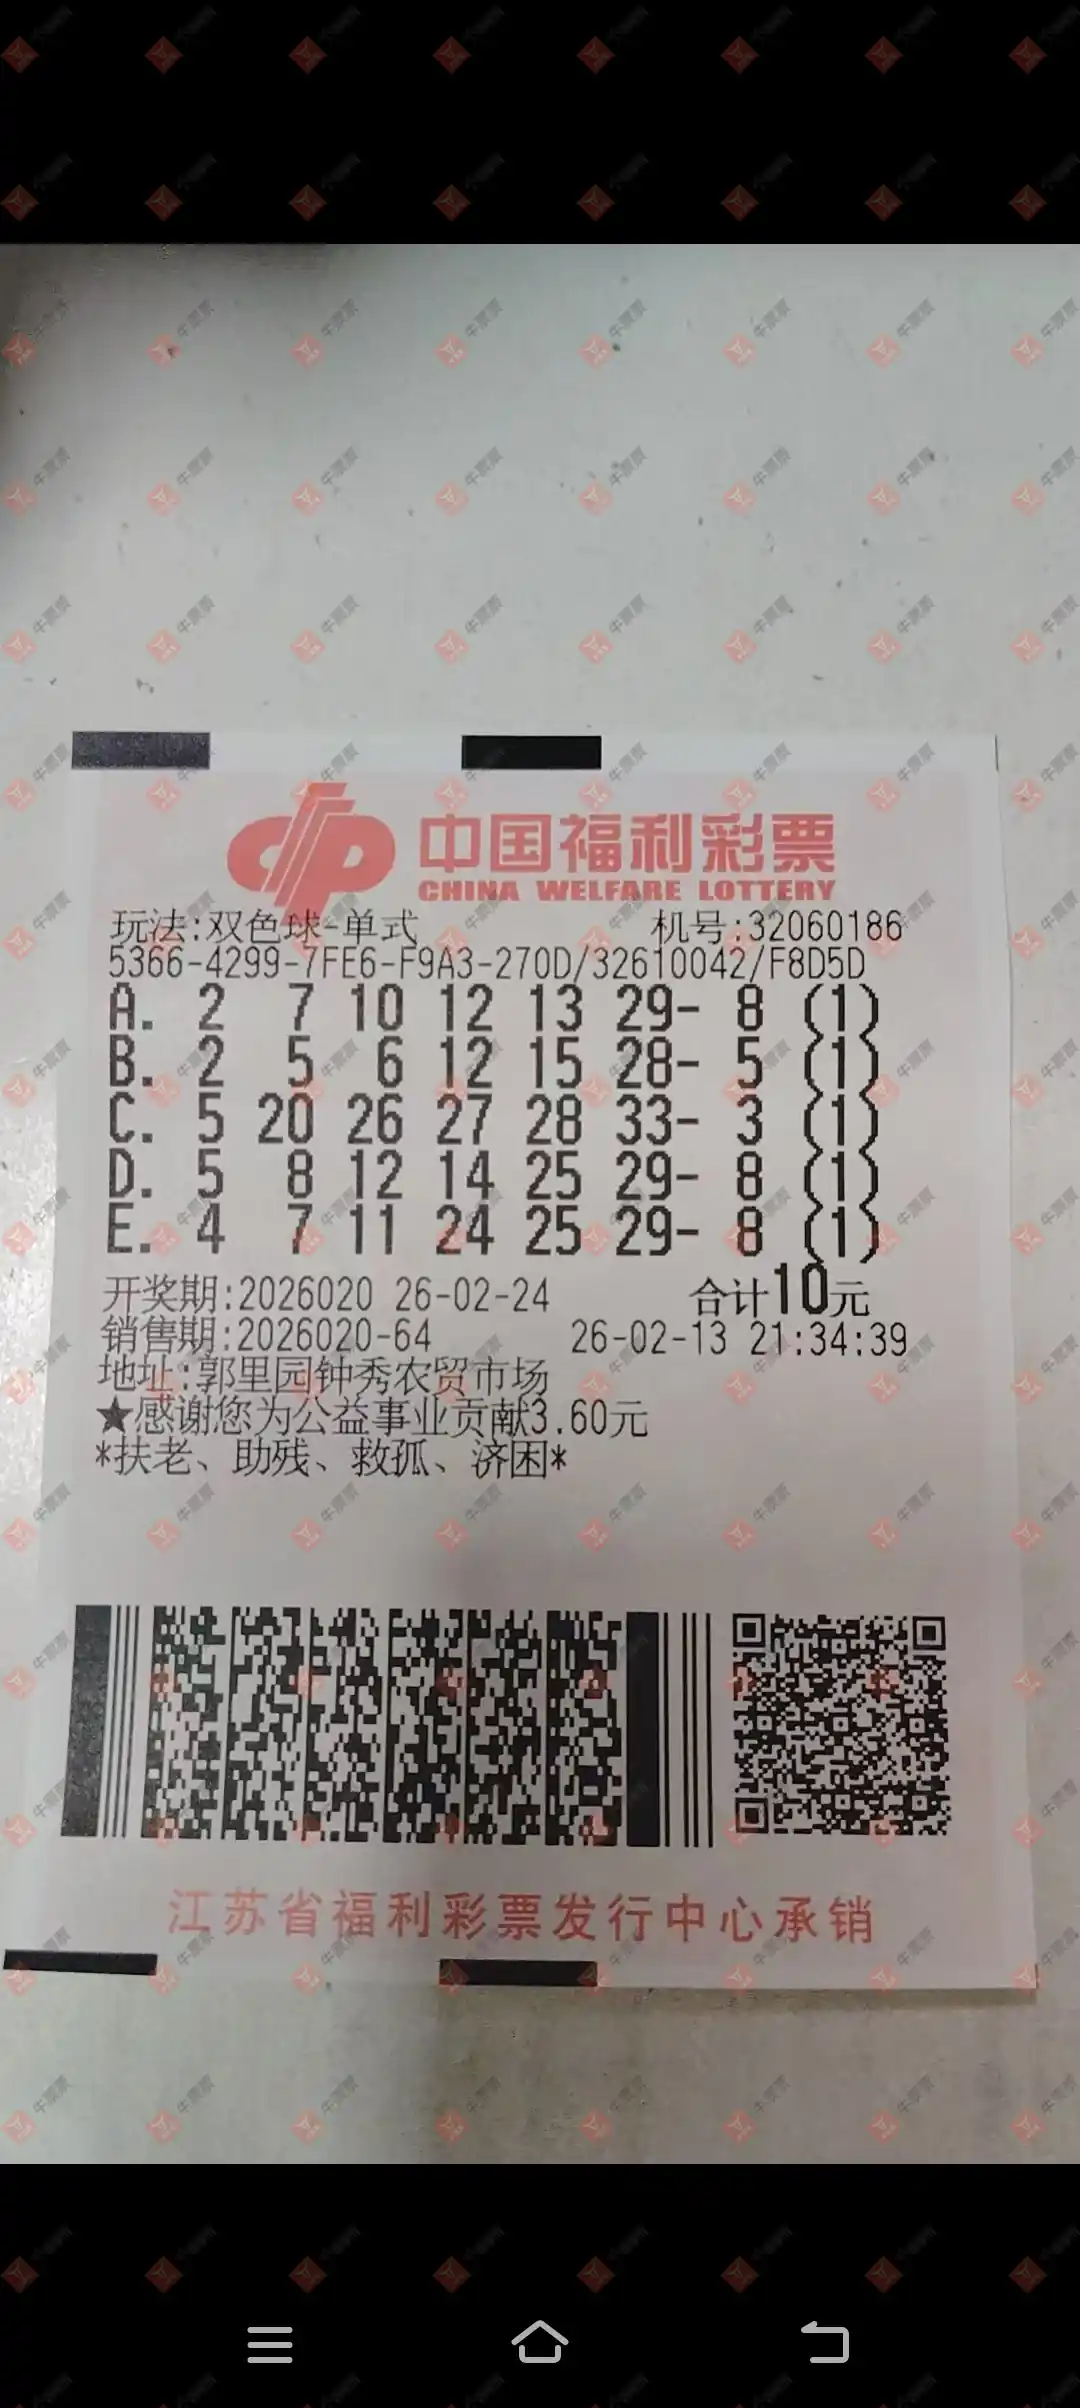 中国福利彩票
CHINA WELFARE LOTTERY
玩法:双色球-单式 机号:32060186
5366-4299-7FE6-F9A3-270D/32610042/F8D5D
A. 2 7 10 12 13 29- 8 (1)
B. 2 5 6 12 15 28- 5 (1)
C. 5 20 26 27 28 33- 3 (1)
D. 5 8 12 14 25 29- 8 (1)
E. 4 7 11 24 25 29- 8 (1)
开奖期:2026020 26-02-24 合计10元
销售期:2026020-64 26-02-13 21:34:39
地址:郭里园钟秀农贸市场
★感谢您为公益事业贡献3.60元
*扶老、助残、救孤、济困*
江苏省福利彩票发行中心承销